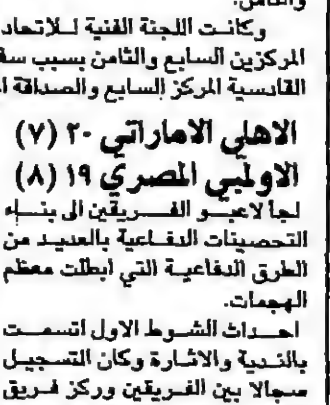 والثامن.
وكانت اللجنة الفنية للاتحاد
المركزين السابع والثامن بسبب
القادسية المركز السابع والصداقة
الاهلي الاماراتي ٢٠ (٧)
الاولمبي المصري ١٩ (٨)
لجأ لاعبو الفريقين الى بناء
التحصينات الدفاعية بالعديد من
الطرق الدفاعية التي ابطلت معظم
الهجمات.
احداث الشوط الاول اتسمت
بالندية والاثارة وكان التسجيل
سجالا بين الفريقين وركز فريق